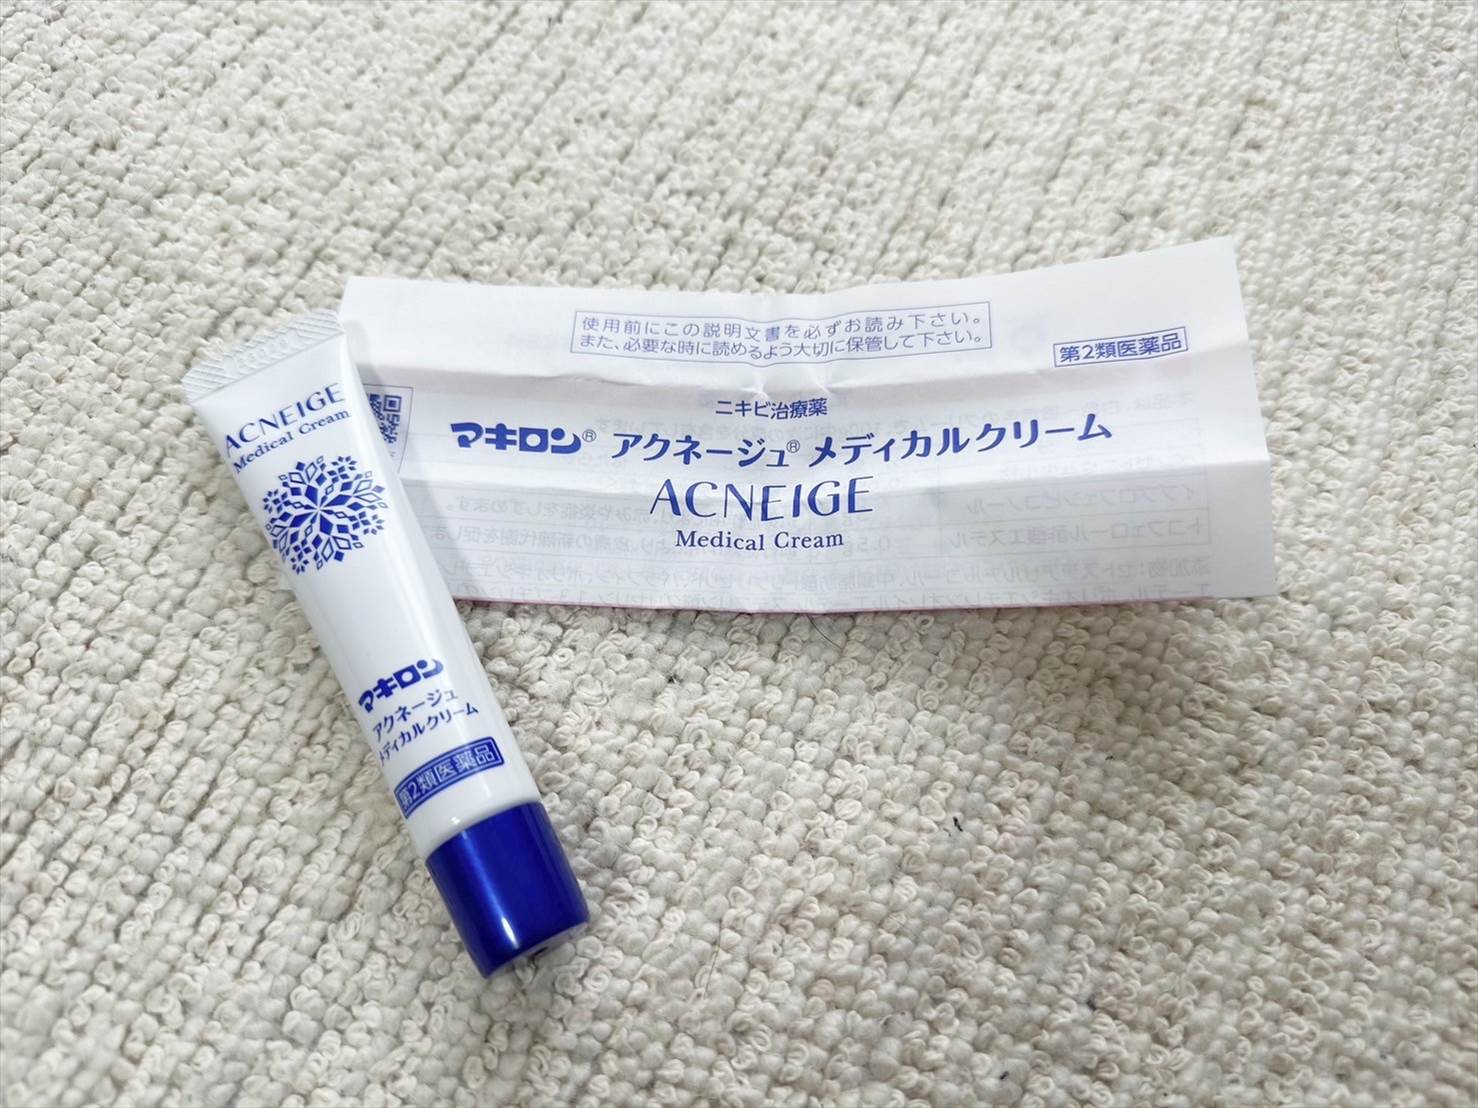 ACNEIGE
Medical Cream
マキロン
アクネージュ
メディカルクリーム
第2類医薬品
使用前にこの説明文書を必ずお読み下さい。
また、必要な時に読めるよう大切に保管して下さい。
第2類医薬品
ニキビ治療薬
マキロン® アクネージュ® メディカルクリーム
ACNEIGE
Medical Cream